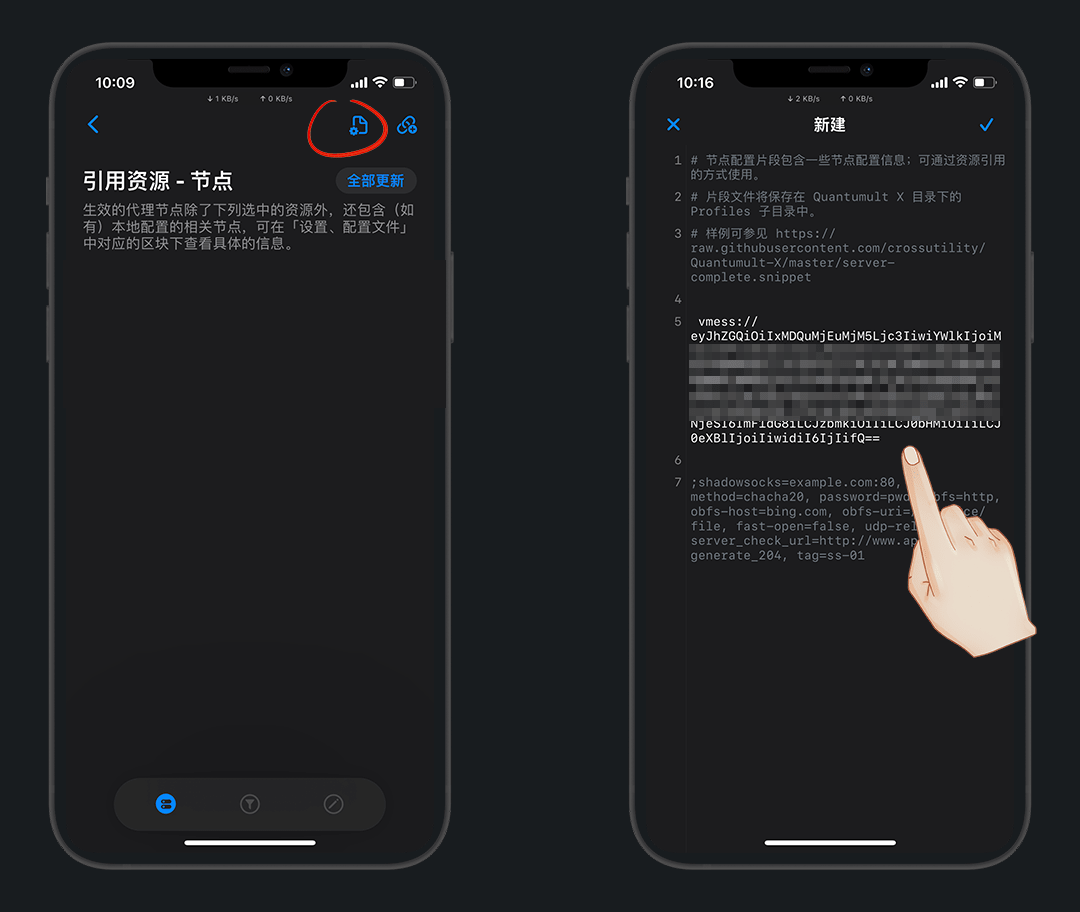 10:09
↓ 1 KB/s ↑ 0 KB/s
引用资源 - 节点
全部更新
生效的代理节点除了下列选中的资源外，还包含（如
有）本地配置的相关节点，可在「设置、配置文件」
中对应的区块下查看具体的信息。
10:16
↓ 2 KB/s ↑ 0 KB/s
新建
1 # 节点配置片段包含一些节点配置信息；可通过资源引用
的方式使用。
2 # 片段文件将保存在 Quantumult X 目录下的
Profiles 子目录中。
3 # 样例可参见 https://
raw.githubusercontent.com/crossutility/
Quantumult-X/master/server-
complete.snippet
4
5 vmess://
eyJhZGQiOiIxMDQuMjEuMjM5Ljc3IiwiYWlkIjoiM
NjeSI6ImF1dG8iLCJzbmkiOiIiLCJ0bHMiOiIiLCJ
0eXBlIjoiIiwidiI6IjIifQ==
6
7 ;shadowsocks=example.com:80,
method=chacha20, password=pwd, obfs=http,
obfs-host=bing.com, obfs-uri=
file, fast-open=false,
server_check_url=http://www.
generate_204, tag=ss-01